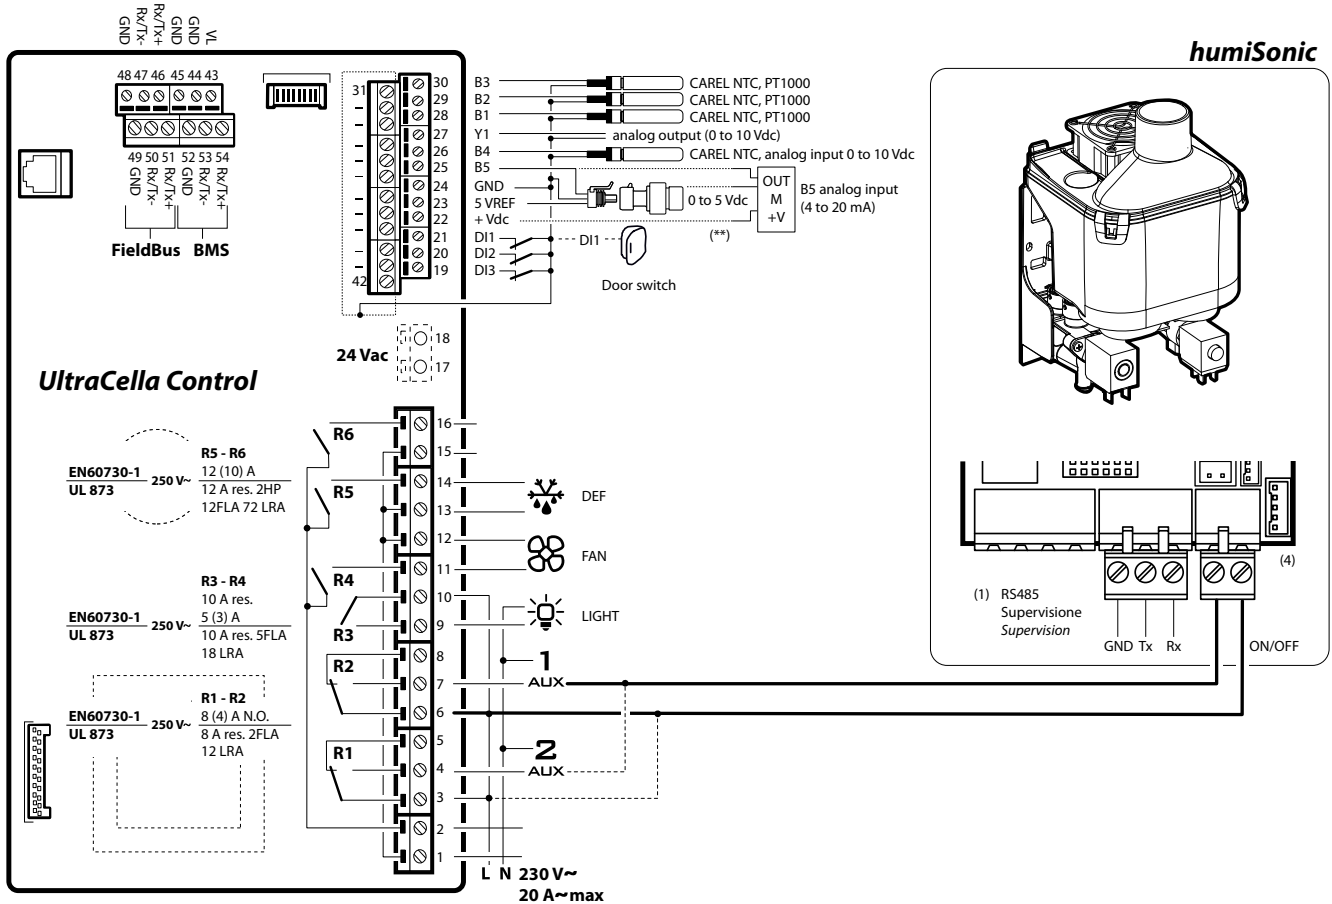 GND
Rx/Tx-
Rx/Tx+
GND
GND
VL
48 47 46 45 44 43
49 50 51 52 53 54
GND
Rx/Tx-
Rx/Tx+
GND
Rx/Tx-
Rx/Tx+
FieldBus BMS
31
42
30
29
28
27
26
25
24
23
22
21
20
19
B3
B2
B1
Y1
B4
B5
GND
5 VREF
+ Vdc
DI1
DI2
DI3
CAREL NTC, PT1000
CAREL NTC, PT1000
CAREL NTC, PT1000
analog output (0 to 10 Vdc)
CAREL NTC, analog input 0 to 10 Vdc
0 to 5 Vdc
OUT
M
+V
B5 analog input
(4 to 20 mA)
(**)
DI1
Door switch
24 Vac
18
17
UltraCella Control
EN60730-1
UL 873
250 V~
R5 - R6
12 (10) A
12 A res. 2HP
12FLA 72 LRA
EN60730-1
UL 873
250 V~
R3 - R4
10 A res.
5 (3) A
10 A res. 5FLA
18 LRA
EN60730-1
UL 873
250 V~
R1 - R2
8 (4) A N.O.
8 A res. 2FLA
12 LRA
R6
R5
R4
R3
R2
R1
16
15
14
13
12
11
10
9
8
7
6
5
4
3
2
1
DEF
FAN
LIGHT
1
AUX
2
AUX
L N 230 V~
20 A~max
humiSonic
(1) RS485
Supervisione
Supervision
GND Tx Rx
ON/OFF
(4)